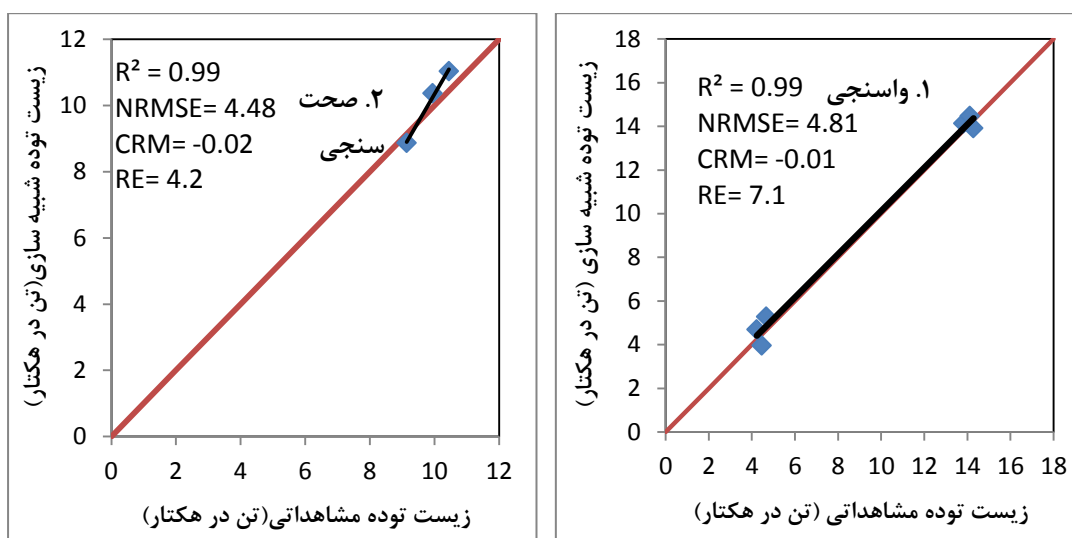 12
10
8
6
4
2
0
0 2 4 6 8 10 12
R² = 0.99
NRMSE= 4.48
CRM= -0.02
RE= 4.2
۲. صحت
سنجی
زیست توده شبیه سازی(تن در هکتار)
زیست توده مشاهداتی(تن در هکتار)
18
16
14
12
10
8
6
4
2
0
0 2 4 6 8 10 12 14 16 18
R² = 0.99
NRMSE= 4.81
CRM= -0.01
RE= 7.1
۱. واسنجی
زیست توده شبیه سازی (تن در هکتار)
زیست توده مشاهداتی (تن در هکتار)